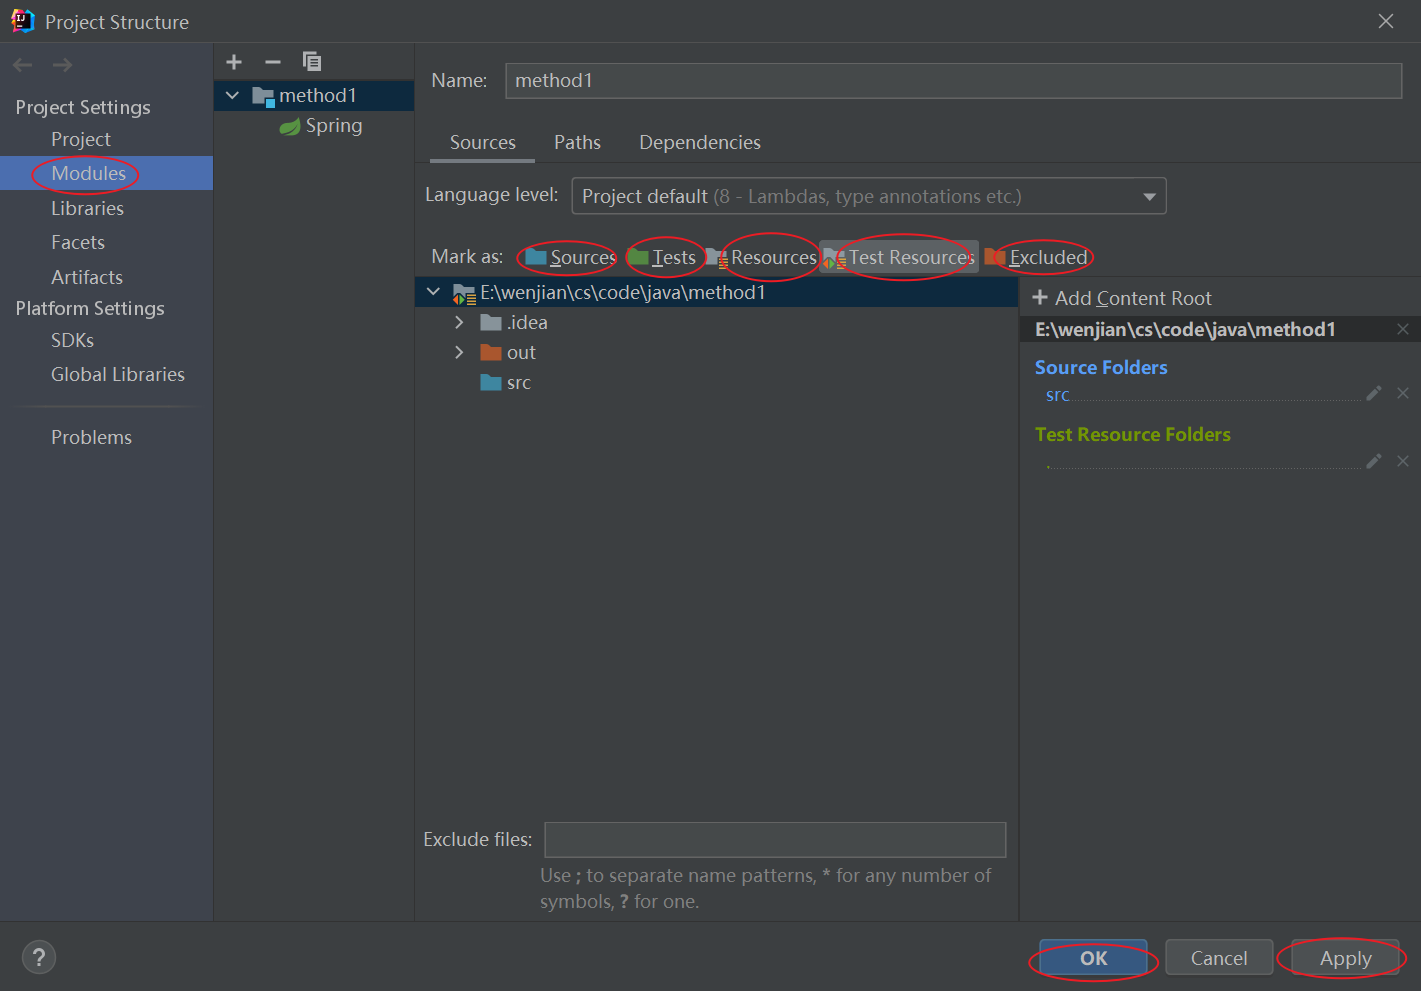 Project Structure
Project Settings
Project
Modules
Libraries
Facets
Artifacts
Platform Settings
SDKs
Global Libraries
Problems
method1
Spring
Name: method1
Sources Paths Dependencies
Language level: Project default (8 - Lambdas, type annotations etc.)
Mark as: Sources Tests Resources Test Resources Excluded
E:\wenjian\cs\code\java\method1
.idea
out
src
+ Add Content Root
E:\wenjian\cs\code\java\method1
Source Folders
src
Test Resource Folders
.
Exclude files:
Use ; to separate name patterns, * for any number of
symbols, ? for one.
? OK Cancel Apply